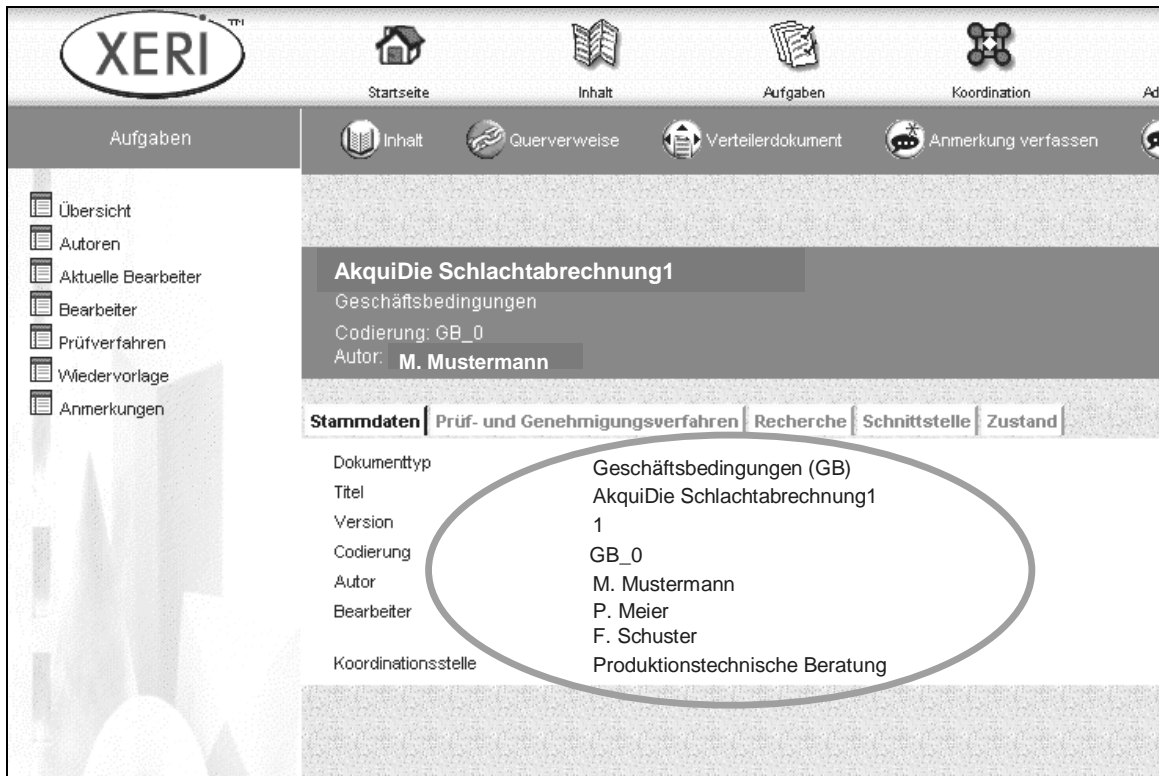 XERI TM
Startseite Inhalt Aufgaben Koordination Ad
Aufgaben Inhalt Querverweise Verteilerdokument Anmerkung verfassen
Übersicht
Autoren
Aktuelle Bearbeiter
Bearbeiter
Prüfverfahren
Wiedervorlage
Anmerkungen
AkquiDie Schlachtabrechnung1
Geschäftsbedingungen
Codierung: GB_0
Autor: M. Mustermann
Stammdaten Prüf- und Genehmigungsverfahren Recherche Schnittstelle Zustand
Dokumenttyp Geschäftsbedingungen (GB)
Titel AkquiDie Schlachtabrechnung1
Version 1
Codierung GB_0
Autor M. Mustermann
Bearbeiter P. Meier
F. Schuster
Koordinationsstelle Produktionstechnische Beratung